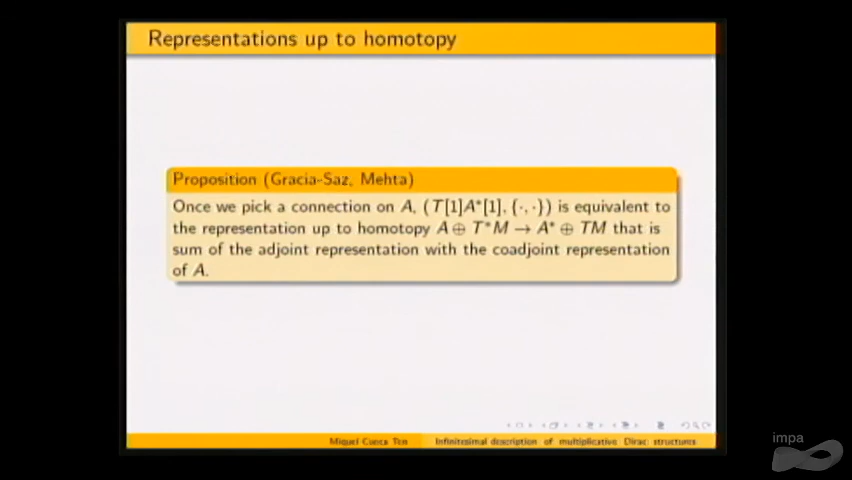 Representations up to homotopy
Proposition (Gracia-Saz, Mehta)
Once we pick a connection on A, (T[1]A*[1], {·, ·}) is equivalent to
the representation up to homotopy A ⊕ T*M → A* ⊕ TM that is
sum of the adjoint representation with the coadjoint representation
of A.
Miquel Cueca Ten Infinitesimal description of multiplicative Dirac structures
impa